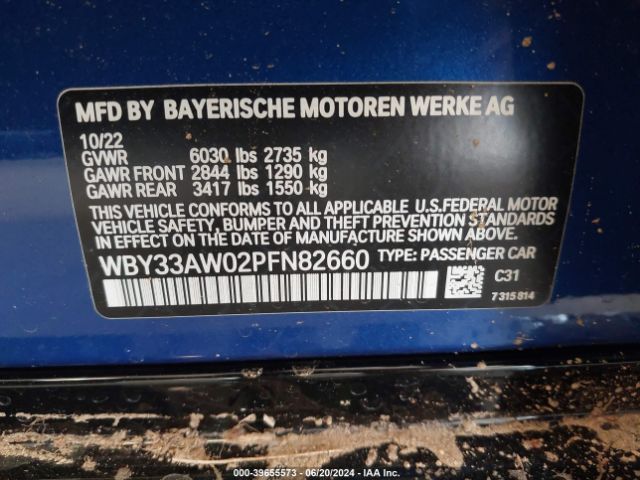 MFD BY BAYERISCHE MOTOREN WERKE AG
10/22
GVWR 6030 lbs 2735 kg
GAWR FRONT 2844 lbs 1290 kg
GAWR REAR 3417 lbs 1550 kg
THIS VEHICLE CONFORMS TO ALL APPLICABLE U.S.FEDERAL MOTOR
VEHICLE SAFETY, BUMPER AND THEFT PREVENTION STANDARDS
IN EFFECT ON THE DATE OF MANUFACTURE SHOWN ABOVE.
WBY33AW02PFN82660 TYPE: PASSENGER CAR
C31
7 315 814
000-39655573 - 06/20/2024 - IAA Inc.